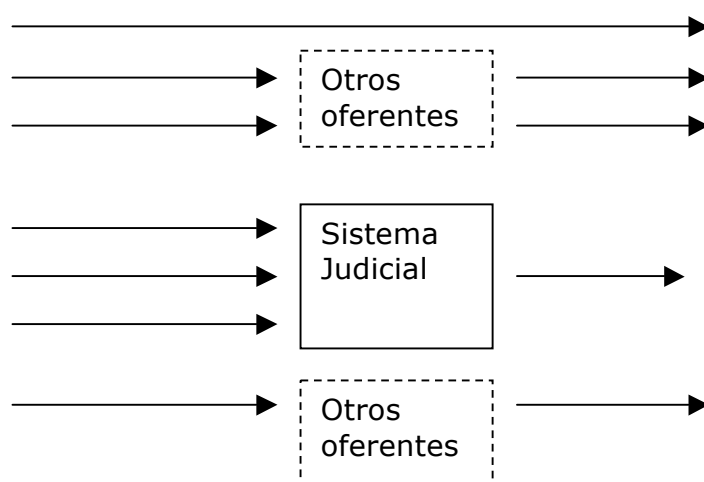 Otros
oferentes
Sistema
Judicial
Otros
oferentes